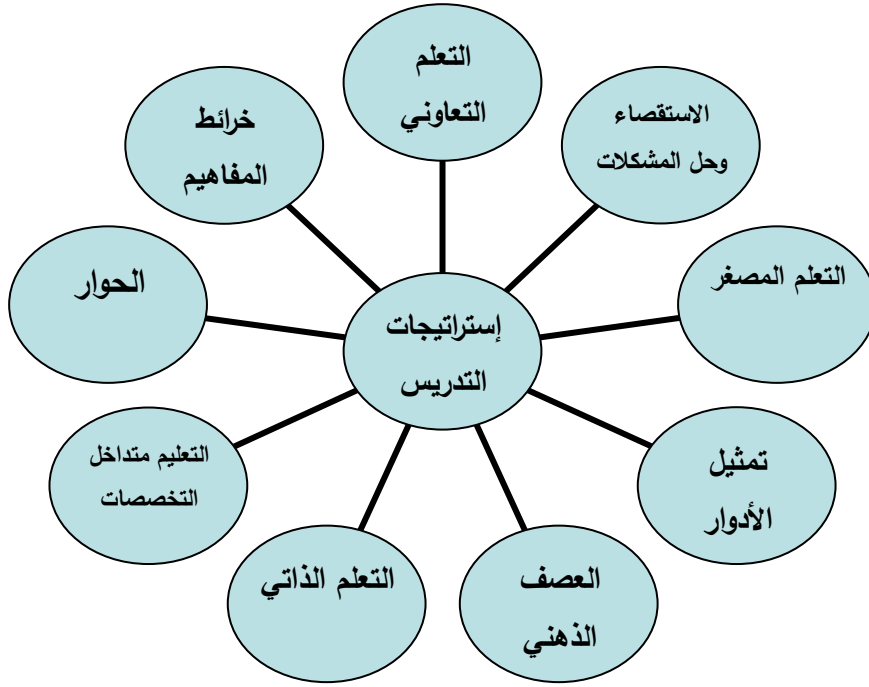 إستراتيجات
التدريس
التعلم
التعاوني
الاستقصاء
وحل المشكلات
التعلم المصغر
تمثيل
الأدوار
العصف
الذهني
التعلم الذاتي
التعليم متداخل
التخصصات
الحوار
خرائط
المفاهيم